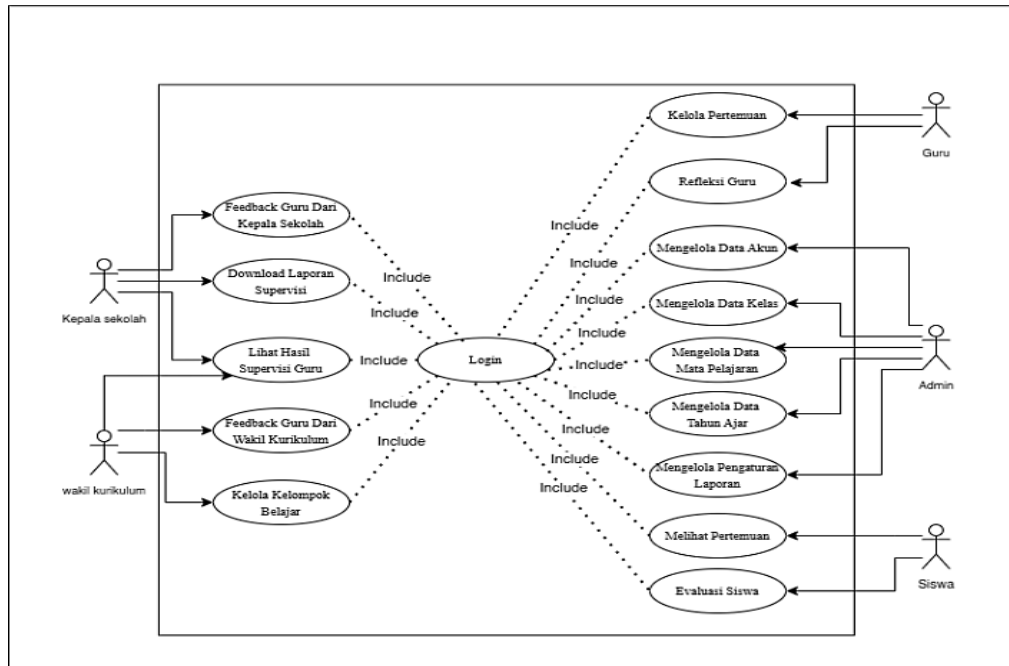 Kelola Pertemuan
Guru
Refleksi Guru
Feedback Guru Dari
Kepala Sekolah
Include
Include
Mengelola Data Akun
Include
Download Laporan
Supervisi
Include
Include
Mengelola Data Kelas
Kepala sekolah
Include
Include
Lihat Hasil
Supervisi Guru
Include
Login
Include
Mengelola Data
Mata Pelajaran
Admin
Include
Include
Mengelola Data
Tahun Ajar
Feedback Guru Dari
Wakil Kurikulum
Include
Include
Include
Include
Mengelola Pengaturan
Laporan
wakil kurikulum
Kelola Kelompok
Belajar
Melihat Pertemuan
Evaluasi Siswa
Siswa